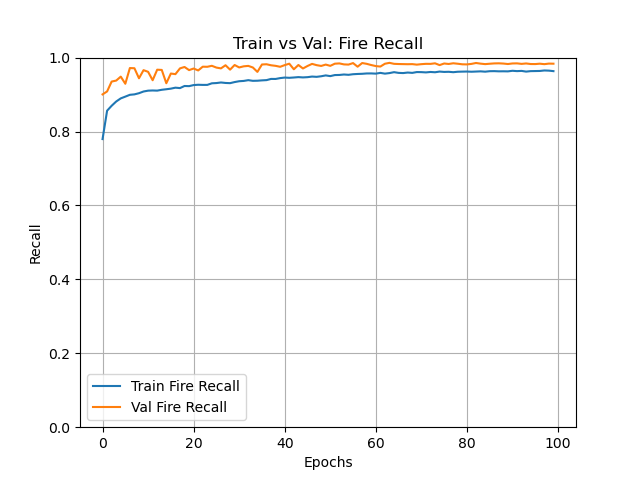 Train vs Val: Fire Recall
1.0
0.8
0.6
0.4
0.2
0.0
Recall
Train Fire Recall
Val Fire Recall
0 20 40 60 80 100
Epochs